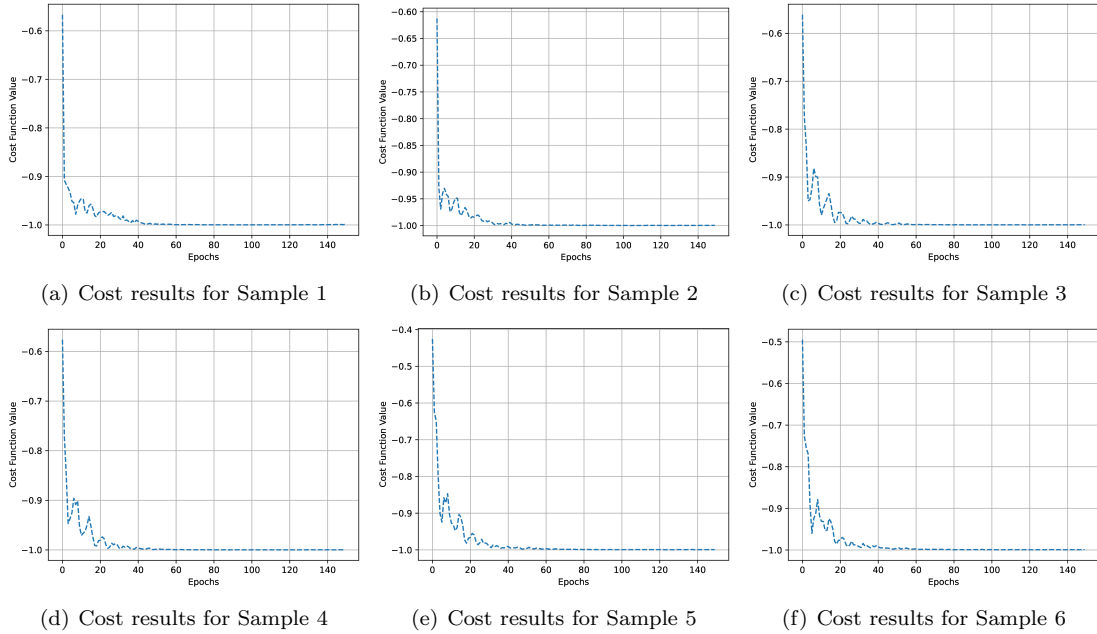 −0.6
−0.7
−0.8
−0.9
−1.0
Cost Function Value
0 20 40 60 80 100 120 140
Epochs
(a) Cost results for Sample 1
−0.60
−0.65
−0.70
−0.75
−0.80
−0.85
−0.90
−0.95
−1.00
Cost Function Value
0 20 40 60 80 100 120 140
Epochs
(b) Cost results for Sample 2
−0.6
−0.7
−0.8
−0.9
−1.0
Cost Function Value
0 20 40 60 80 100 120 140
Epochs
(c) Cost results for Sample 3
−0.6
−0.7
−0.8
−0.9
−1.0
Cost Function Value
0 20 40 60 80 100 120 140
Epochs
(d) Cost results for Sample 4
−0.4
−0.5
−0.6
−0.7
−0.8
−0.9
−1.0
Cost Function Value
0 20 40 60 80 100 120 140
Epochs
(e) Cost results for Sample 5
−0.5
−0.6
−0.7
−0.8
−0.9
−1.0
Cost Function Value
0 20 40 60 80 100 120 140
Epochs
(f) Cost results for Sample 6